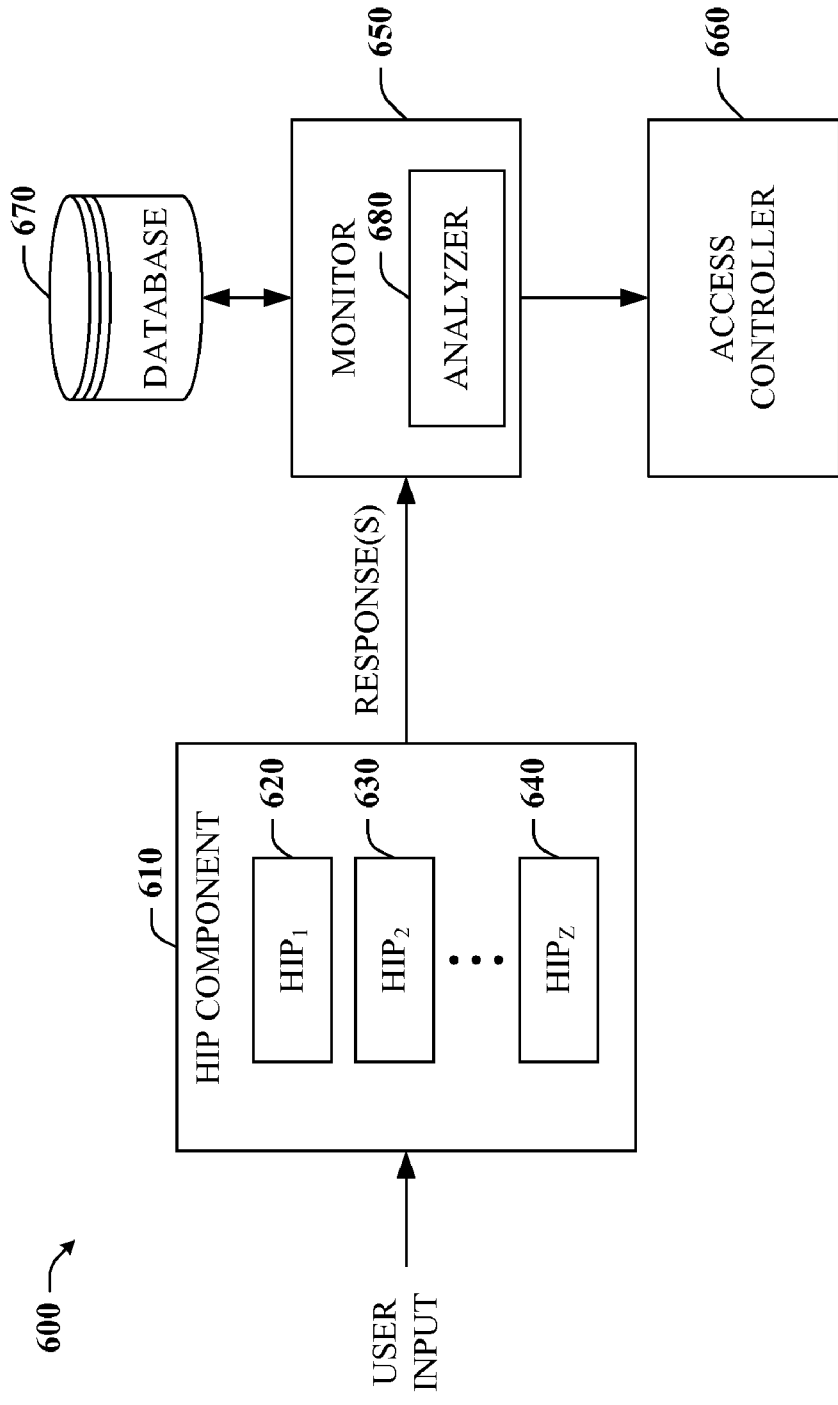 600
USER
INPUT
610
HIP COMPONENT
HIP₁
620
HIP₂
630
• • •
HIP_Z
640
RESPONSE(S)
670
DATABASE
650
MONITOR
680
ANALYZER
660
ACCESS
CONTROLLER